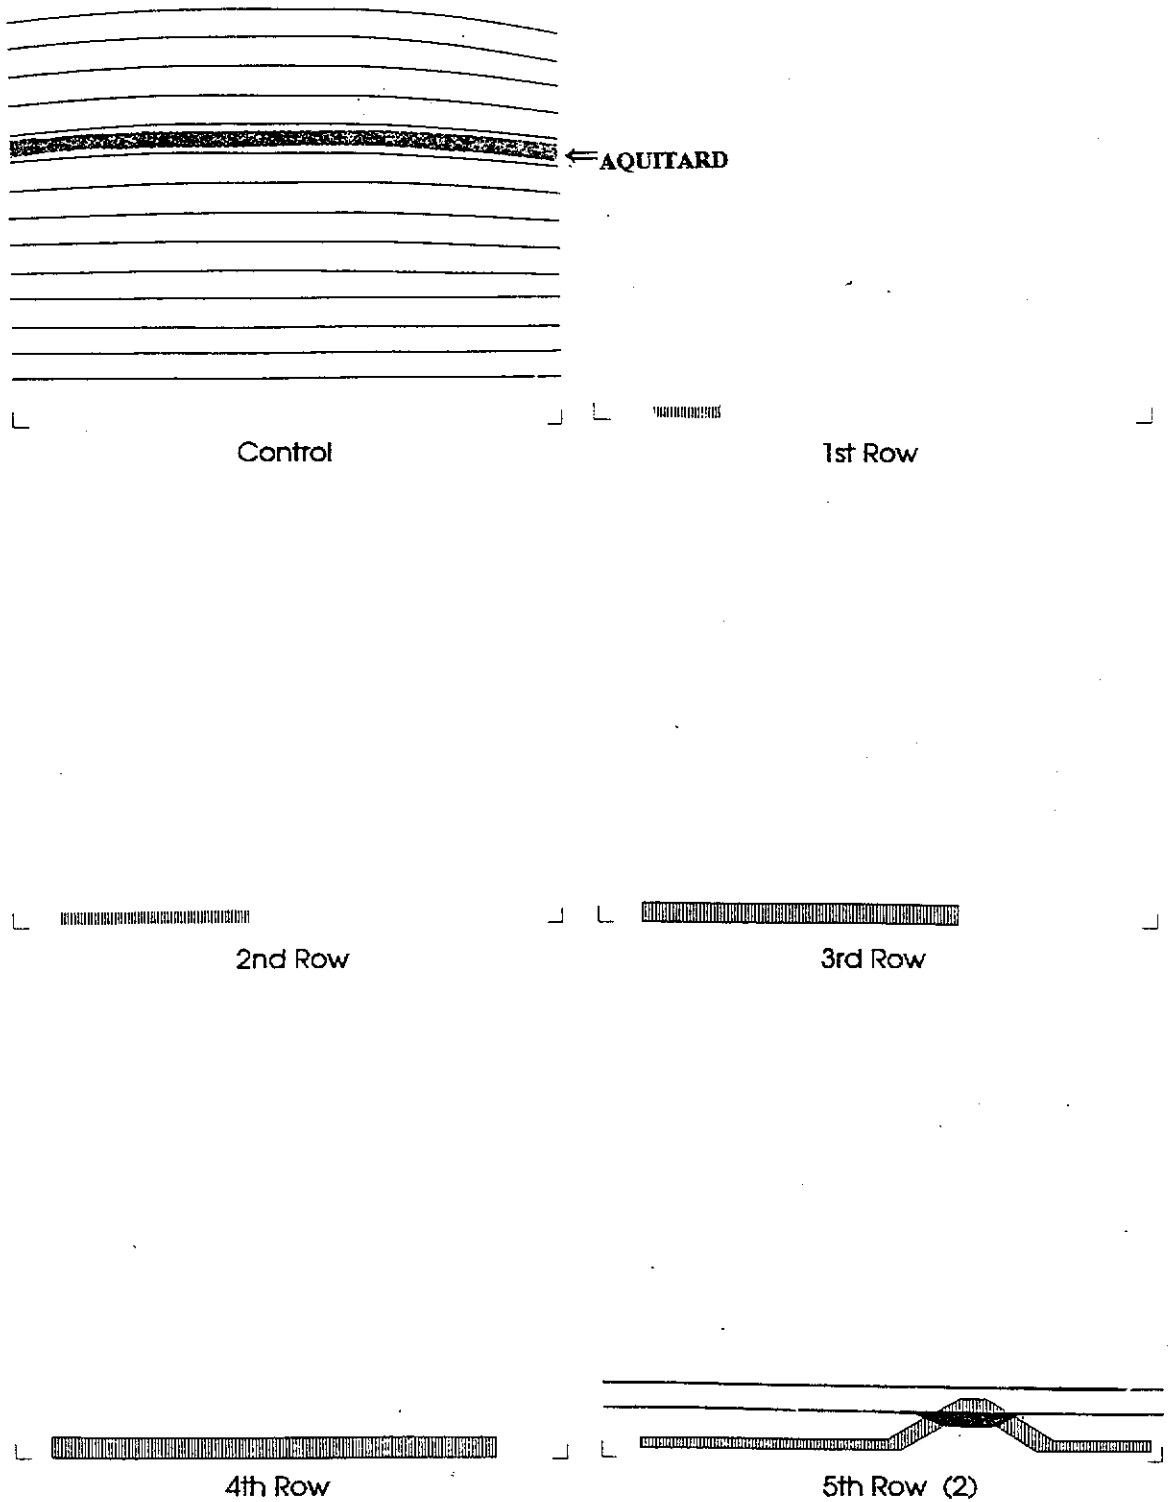 ⇐AQUITARD
Control
1st Row
2nd Row
3rd Row
4th Row
5th Row (2)